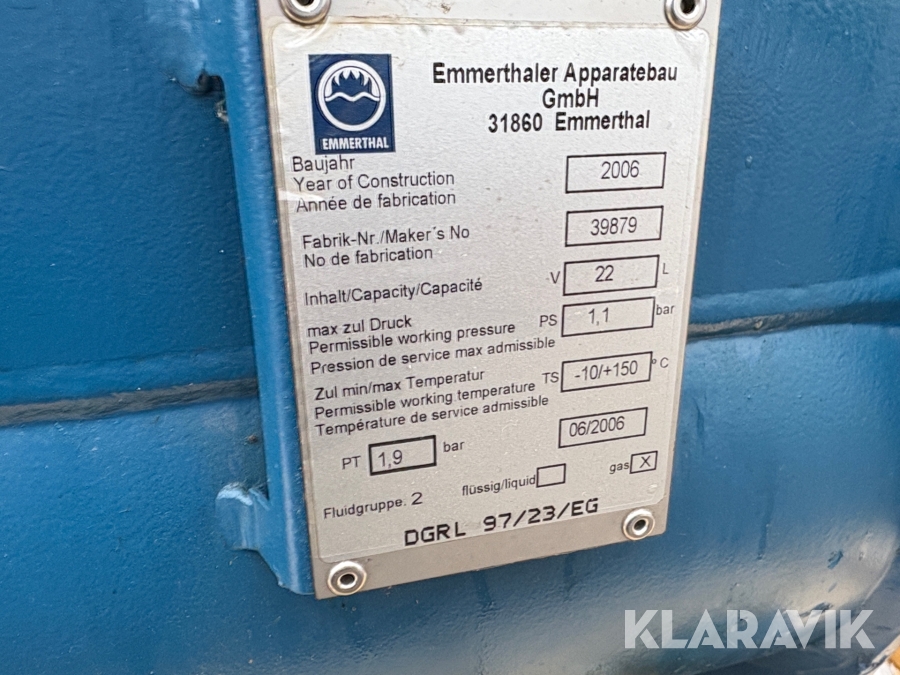 Emmerthaler Apparatebau
GmbH
31860 Emmerthal
EMMERTHAL
Baujahr
Year of Construction
Année de fabrication
2006
Fabrik-Nr./Maker´s No
No de fabrication
39879
Inhalt/Capacity/Capacité
V 22 L
max zul Druck
Permissible working pressure
Pression de service max admissible
PS 1,1 bar
Zul min/max Temperatur
Permissible working temperature
Température de service admissible
TS -10/+150 °C
PT 1,9 bar
06/2006
Fluidgruppe. 2
flüssig/liquid
gas X
DGRL 97/23/EG
KLARAVIK